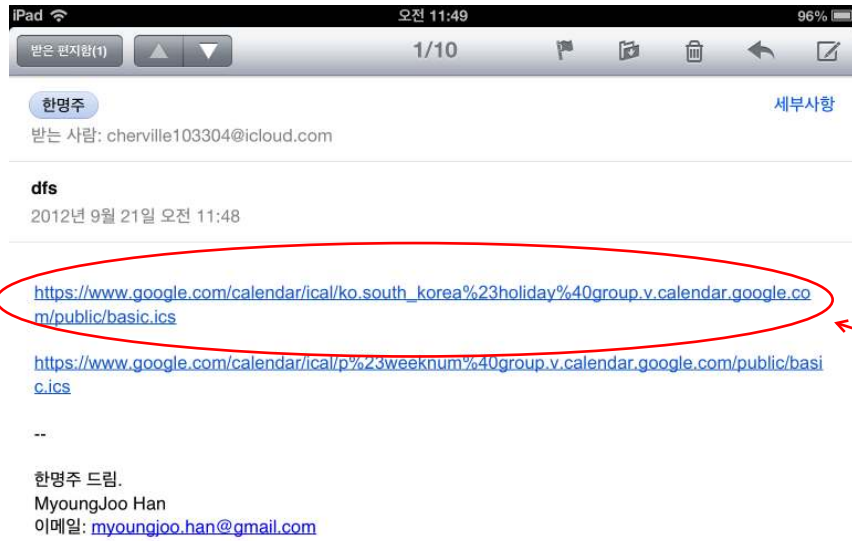 iPad 오전 11:49 96%
받은 편지함(1) 1/10
한명주 세부사항
받는 사람: cherville103304@icloud.com
dfs
2012년 9월 21일 오전 11:48
https://www.google.com/calendar/ical/ko.south_korea%23holiday%40group.v.calendar.google.co
m/public/basic.ics
https://www.google.com/calendar/ical/p%23weeknum%40group.v.calendar.google.com/public/basi
c.ics
--
한명주 드림.
MyoungJoo Han
이메일: myoungjoo.han@gmail.com